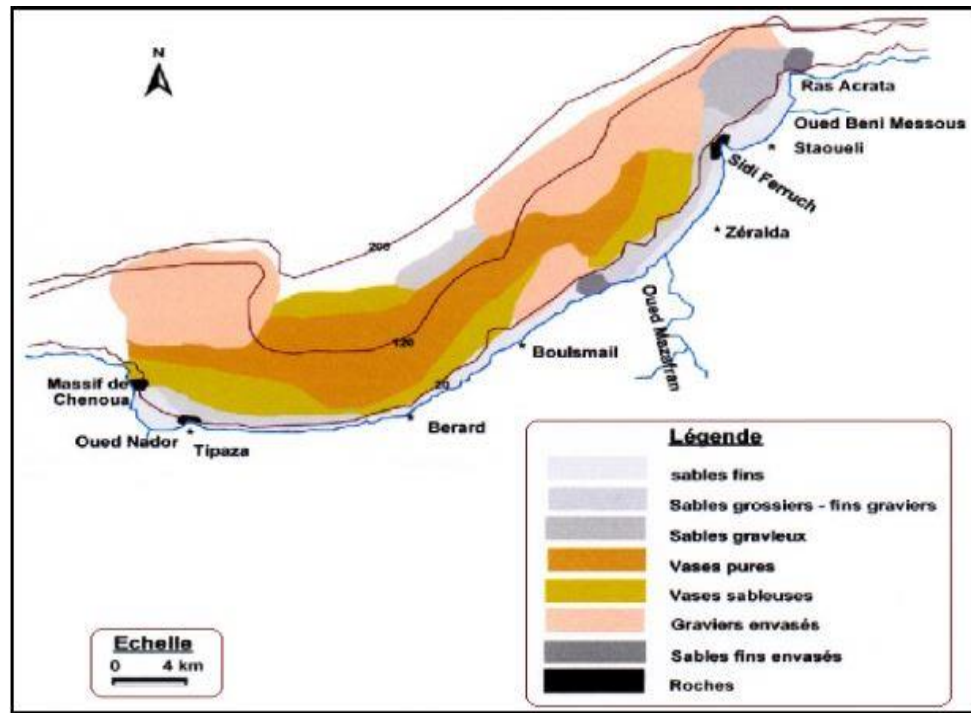 N
Ras Acrata
Oued Beni Messous
Staoueli
Sidi Ferruch
Zéralda
200
Oued Mazafran
120
Boulsmail
20
Massif de
Chenoua
Berard
Oued Nador
Tipaza
Légende
sables fins
Sables grossiers - fins graviers
Sables gravleux
Vases pures
Vases sableuses
Graviers envasés
Sables fins envasés
Roches
Echelle
0 4 km